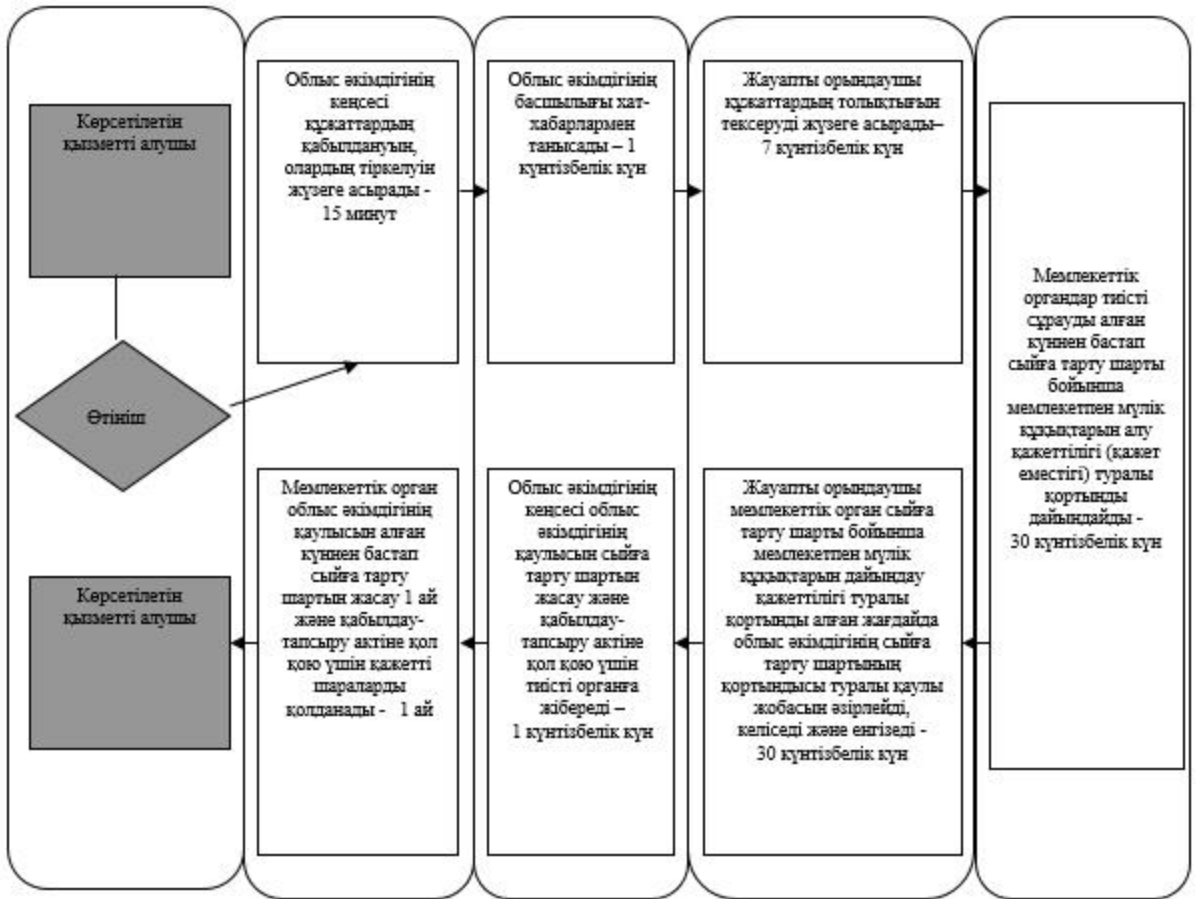 Көрсетілетін
қызметті алушы
Өтініш
Облыс әкімдігінің
кеңсесі
құжаттардың
қабылдануын,
олардың тіркелуін
жүзеге асырады -
15 минут
Облыс әкімдігінің
басшылығы хат-
хабарлармен
танысады – 1
күнтізбелік күн
Жауапты орындаушы
құжаттардың толықтығын
тексеруді жүзеге асырады–
7 күнтізбелік күн
Мемлекеттік
органдар тиісті
сұрауды алған
күннен бастап
сыйға тарту шарты
бойынша
мемлекетпен мүлік
құқықтарын алу
қажеттілігі (қажет
еместігі) туралы
қортынды
дайындайды -
30 күнтізбелік күн
Жауапты орындаушы
мемлекеттік орган сыйға
тарту шарты бойынша
мемлекетпен мүлік
құқықтарын дайындау
қажеттілігі туралы
қортынды алған жағдайда
облыс әкімдігінің сыйға
тарту шартының
қортындысы туралы қаулы
жобасын әзірлейді,
келіседі және енгізеді -
30 күнтізбелік күн
Облыс әкімдігінің
кеңсесі облыс
әкімдігінің
қаулысын сыйға
тарту шартын
жасау және
қабылдау-
тапсыру актіне
қол қою үшін
тиісті органға
жібереді –
1 күнтізбелік күн
Мемлекеттік орган
облыс әкімдігінің
қаулысын алған
күннен бастап
сыйға тарту
шартын жасау 1 ай
және қабылдау-
тапсыру актіне қол
қою үшін қажетті
шараларды
қолданады - 1 ай
Көрсетілетін
қызметті алушы